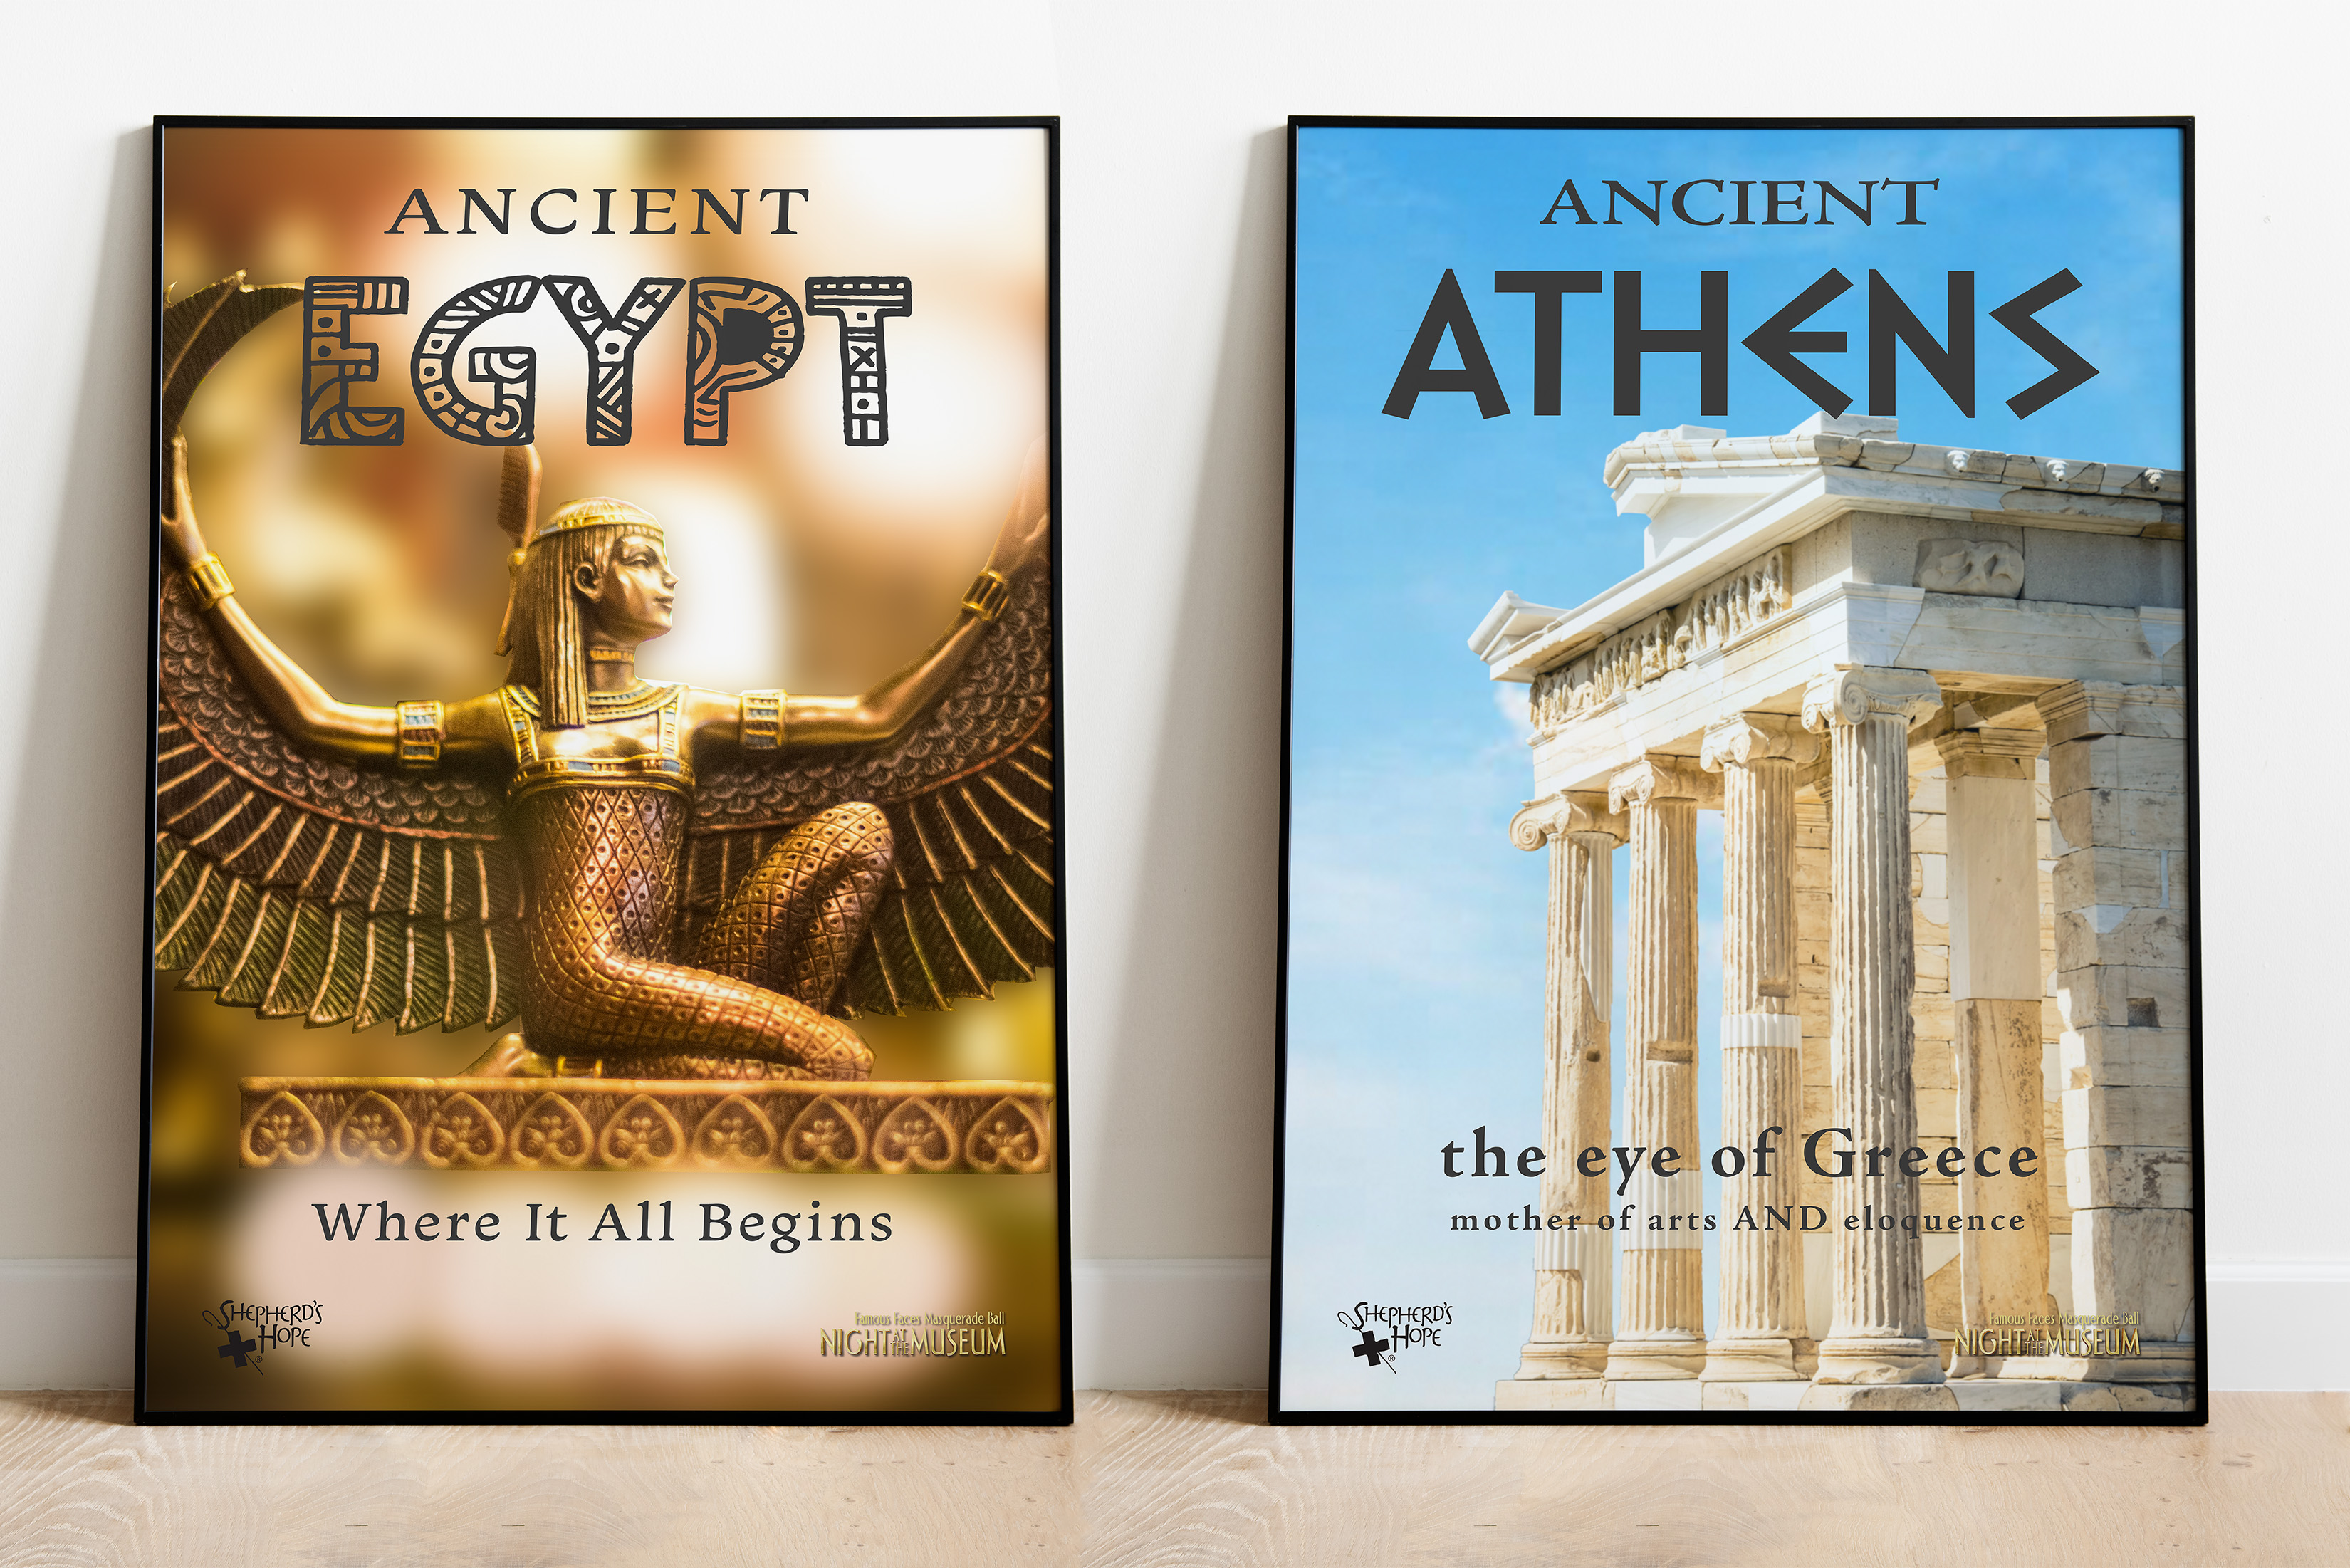 ANCIENT
EGYPT
Where It All Begins
SHEPHERD'S
HOPE
®
Famous Faces Masquerade Ball
NIGHT AT THE MUSEUM
ANCIENT
ATHENS
the eye of Greece
mother of arts AND eloquence
SHEPHERD'S
HOPE
®
Famous Faces Masquerade Ball
NIGHT AT THE MUSEUM